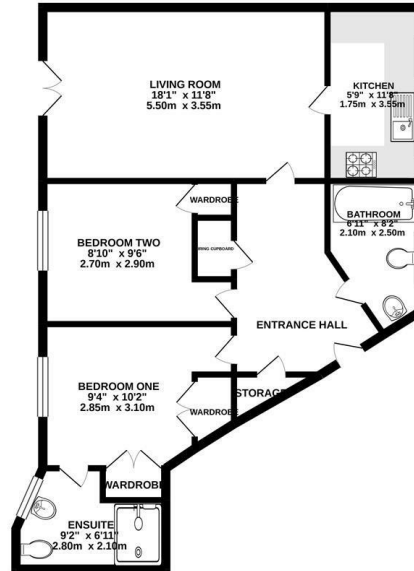 LIVING ROOM
18'1" x 11'8"
5.50m x 3.55m
KITCHEN
5'9" x 11'8"
1.75m x 3.55m
WARDROBE
BEDROOM TWO
8'10" x 9'6"
2.70m x 2.90m
CUPBOARD
BATHROOM
6'11" x 8'2"
2.10m x 2.50m
ENTRANCE HALL
BEDROOM ONE
9'4" x 10'2"
2.85m x 3.10m
WARDROBE
STORAGE
WARDROBE
ENSUITE
9'2" x 6'11"
2.80m x 2.10m